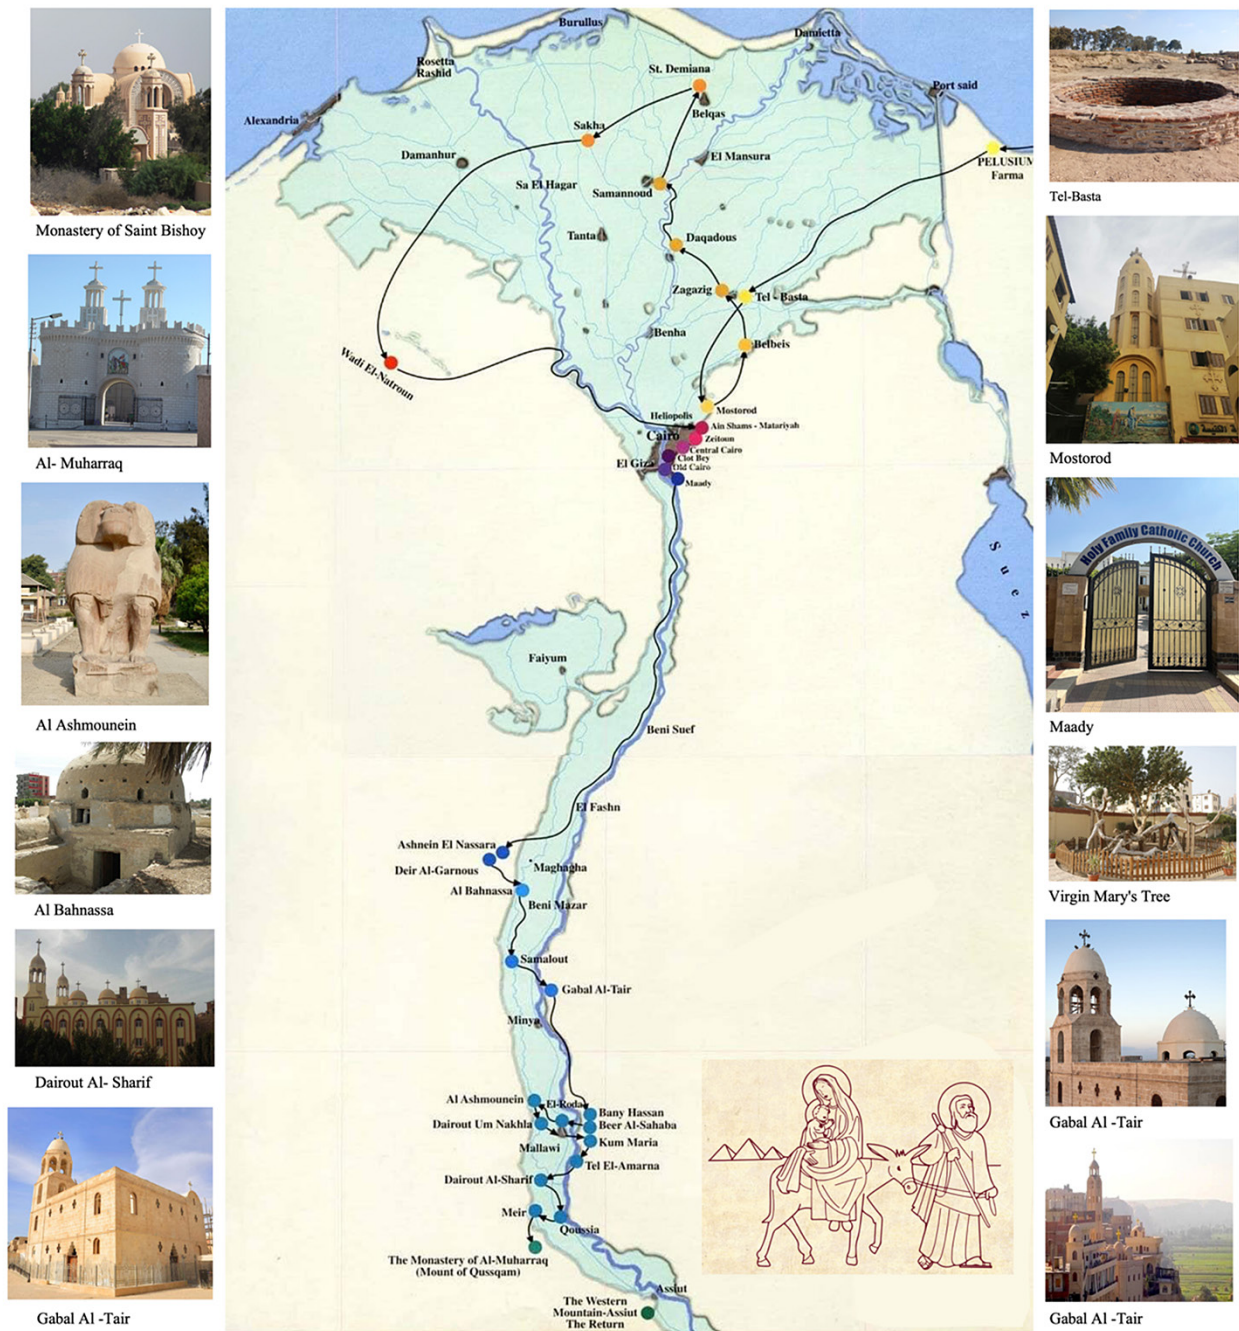 Monastery of Saint Bishoy
Al- Muharraq
Al Ashmounein
Al Bahnassa
Dairout Al- Sharif
Gabal Al -Tair
Burullus
Rosetta
Rashid
Damietta
Alexandria
St. Demiana
Port said
Belqas
Sakha
Damanhur
El Mansura
PELUSIUM
Farma
Sa El Hagar
Samannoud
Tanta
Daqadous
Zagazig
Tel - Basta
Benha
Belbeis
Wadi El-Natroun
Mostorod
Heliopolis
Ain Shams - Matariyah
Cairo
Zeitoun
Central Cairo
Clot Bey
El Giza
Old Cairo
Maady
Suez
Faiyum
Beni Suef
El Fashn
Ashnein El Nassara
Maghagha
Deir Al-Garnous
Al Bahnassa
Beni Mazar
Samalout
Gabal Al-Tair
Minya
Al Ashmounein
El-Roda
Bany Hassan
Beer Al-Sahaba
Dairout Um Nakhla
Kum Maria
Mallawi
Tel El-Amarna
Dairout Al-Sharif
Meir
Qoussia
The Monastery of Al-Muharraq
(Mount of Qussqam)
Assiut
The Western
Mountain-Assiut
The Return
Tel-Basta
Mostorod
Holy Family Catholic Church
Maady
Virgin Mary's Tree
Gabal Al -Tair
Gabal Al -Tair